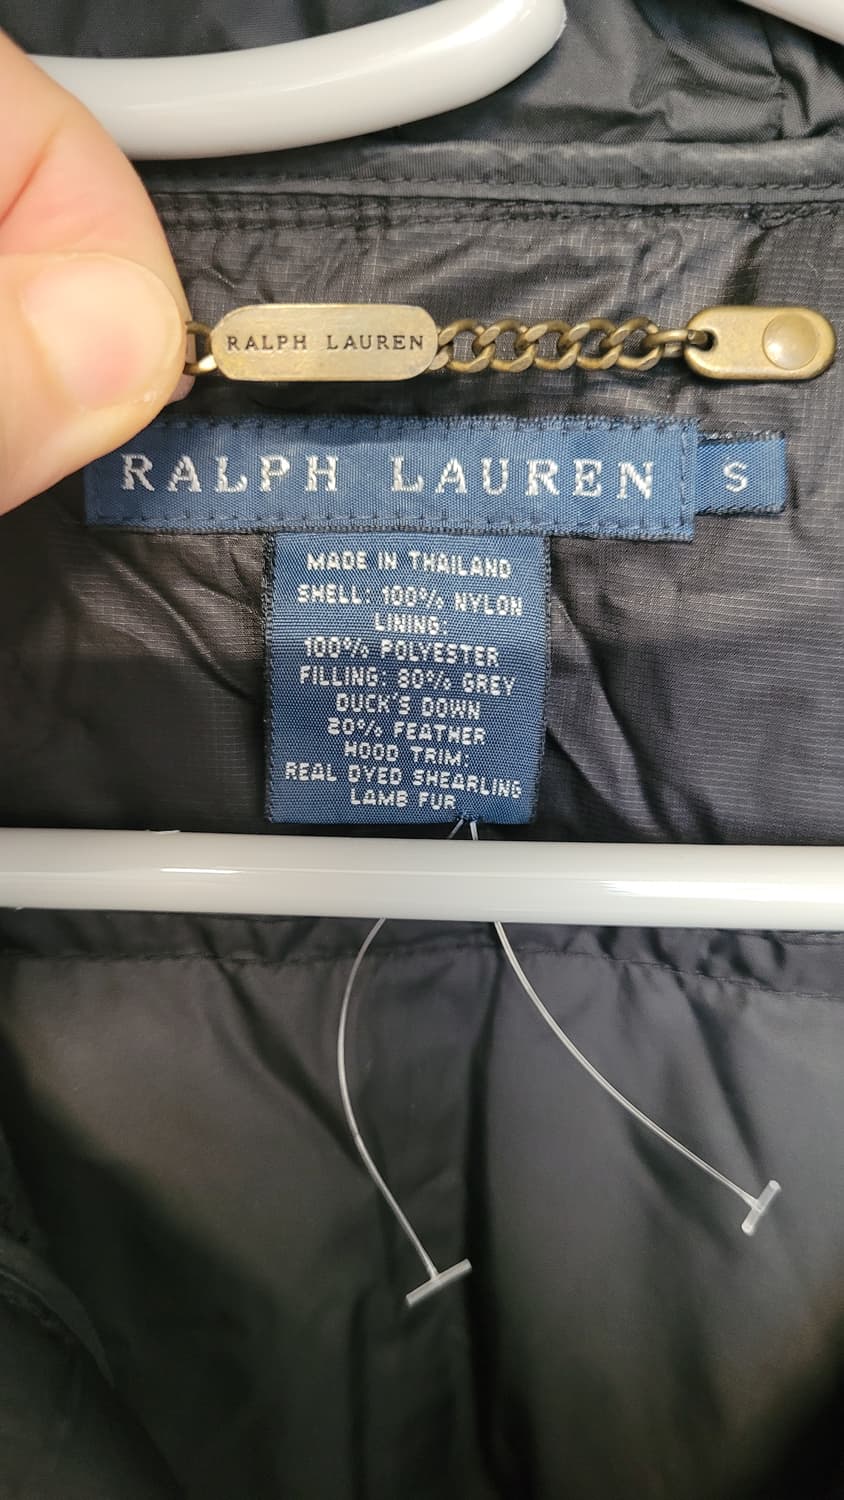 RALPH LAUREN
RALPH LAUREN
S
MADE IN THAILAND
SHELL: 100% NYLON
LINING:
100% POLYESTER
FILLING: 80% GREY
DUCK'S DOWN
20% FEATHER
HOOD TRIM:
REAL DYED SHEARLING
LAMB FUR